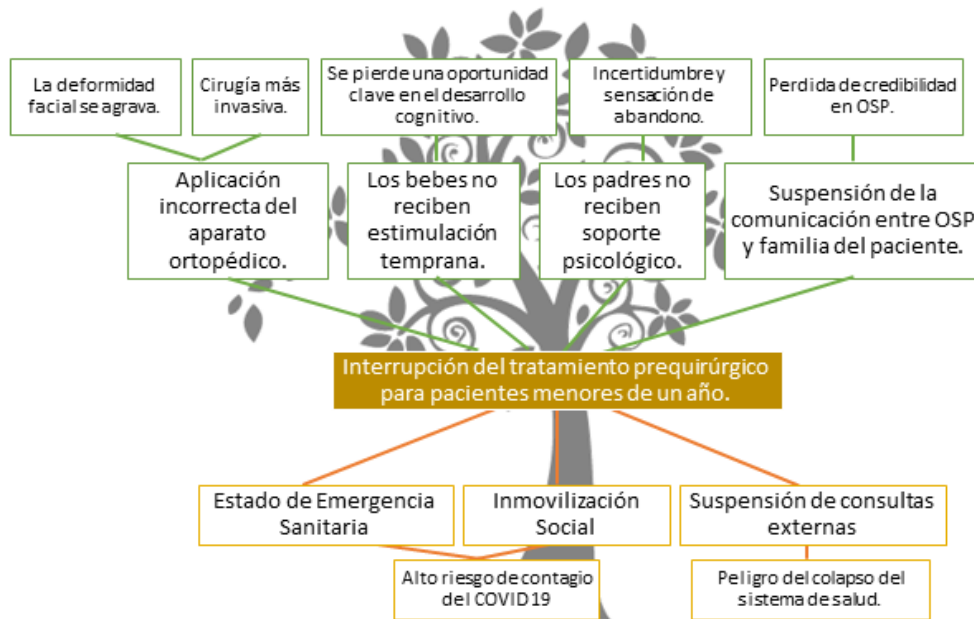 La deformidad
facial se agrava.
Cirugía más
invasiva.
Se pierde una oportunidad
clave en el desarrollo
cognitivo.
Incertidumbre y
sensación de
abandono.
Perdida de credibilidad
en OSP.
Aplicación
incorrecta del
aparato
ortopédico.
Los bebes no
reciben
estimulación
temprana.
Los padres no
reciben
soporte
psicológico.
Suspensión de la
comunicación entre OSP
y familia del paciente.
Interrupción del tratamiento prequirúrgico
para pacientes menores de un año.
Estado de Emergencia
Sanitaria
Inmovilización
Social
Suspensión de consultas
externas
Alto riesgo de contagio
del COVID 19
Peligro del colapso del
sistema de salud.